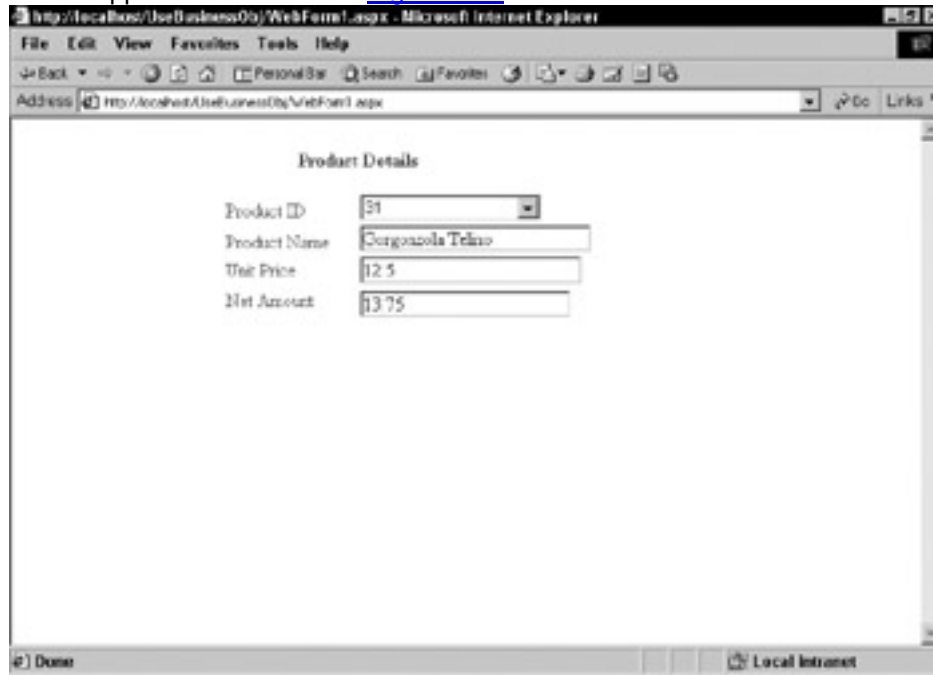 http://localhost/UseBusinessObj/WebForm1.aspx - Microsoft Internet Explorer
File Edit View Favorites Tools Help
Back Personal Bar Search Favorites
Address http://localhost/UseBusinessObj/WebForm1.aspx Go Links
Product Details
Product ID 31
Product Name Gorgonzola Telino
Unit Price 12.5
Net Amount 13.75
Done Local intranet